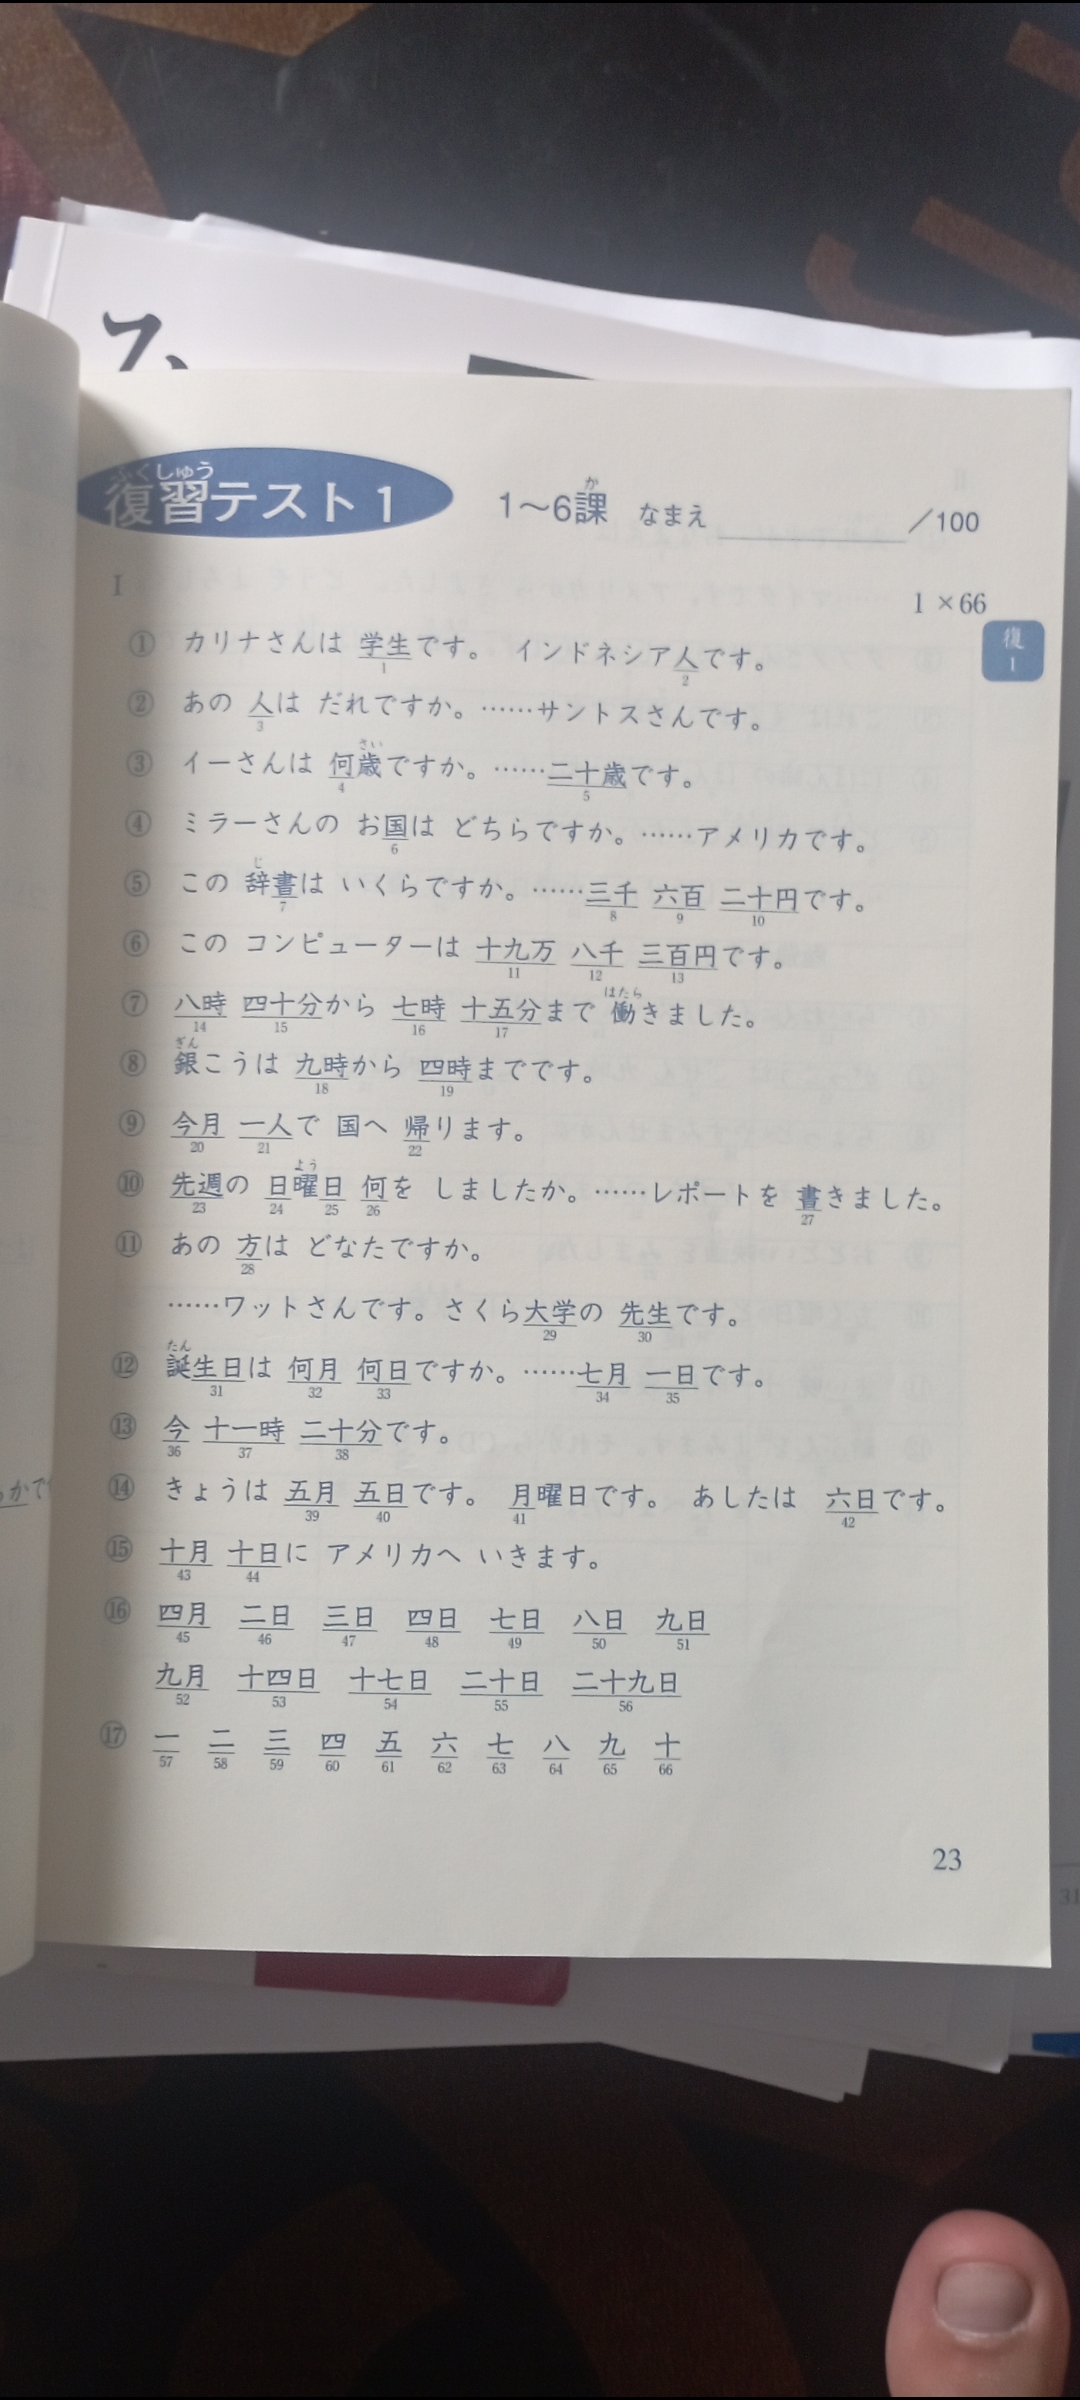 ふくしゅう
復習テスト1 1〜6課 なまえ ／100
か
I 1×66
① カリナさんは 学生です。 インドネシア人です。
1 2
② あの 人は だれですか。……サントスさんです。
3
さい
③ イーさんは 何歳ですか。……二十歳です。
4 5
④ ミラーさんの お国は どちらですか。……アメリカです。
6
じ
⑤ この 辞書は いくらですか。……三千 六百 二十円です。
7 8 9 10
⑥ この コンピューターは 十九万 八千 三百円です。
11 12 13
はたら
⑦ 八時 四十分から 七時 十五分まで 働きました。
14 15 16 17
ぎん
⑧ 銀こうは 九時から 四時までです。
18 19
⑨ 今月 一人で 国へ 帰ります。
20 21 22
よう
⑩ 先週の 日曜日 何を しましたか。……レポートを 書きました。
23 24 25 26 27
⑪ あの 方は どなたですか。
28
……ワットさんです。さくら大学の 先生です。
29 30
たん
⑫ 誕生日は 何月 何日ですか。……七月 一日です。
31 32 33 34 35
⑬ 今 十一時 二十分です。
36 37 38
⑭ きょうは 五月 五日です。 月曜日です。 あしたは 六日です。
39 40 41 42
⑮ 十月 十日に アメリカへ いきます。
43 44
⑯ 四月 二日 三日 四日 七日 八日 九日
45 46 47 48 49 50 51
九月 十四日 十七日 二十日 二十九日
52 53 54 55 56
⑰ 一 二 三 四 五 六 七 八 九 十
57 58 59 60 61 62 63 64 65 66
復
1
23
31